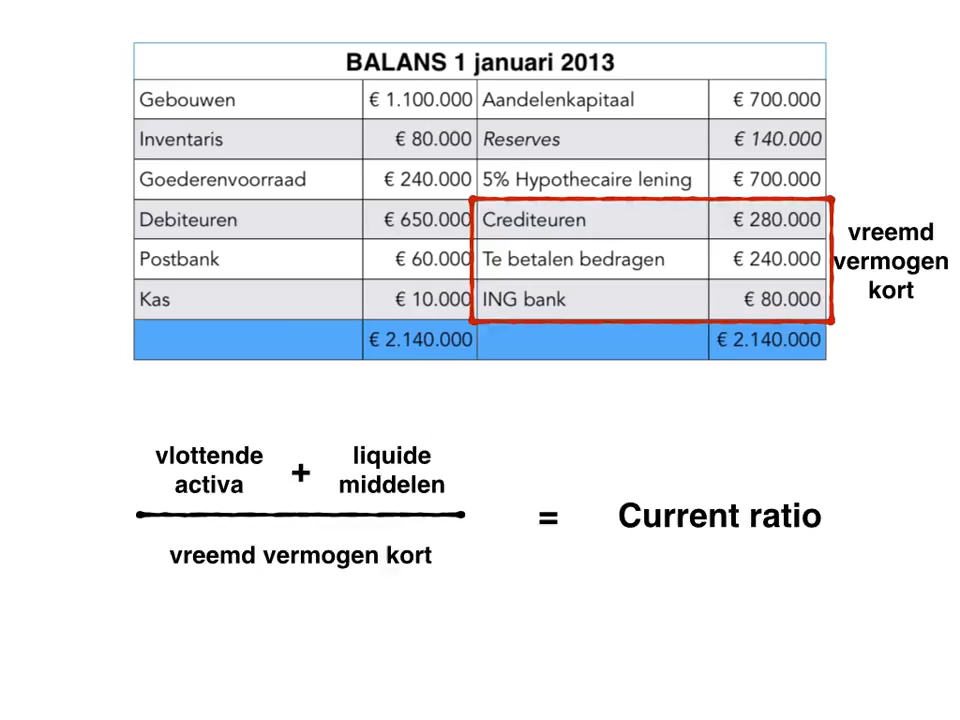 BALANS 1 januari 2013
Gebouwen € 1.100.000 Aandelenkapitaal € 700.000
Inventaris € 80.000 Reserves € 140.000
Goederenvoorraad € 240.000 5% Hypothecaire lening € 700.000
Debiteuren € 650.000 Crediteuren € 280.000
Postbank € 60.000 Te betalen bedragen € 240.000
Kas € 10.000 ING bank € 80.000
€ 2.140.000 € 2.140.000
vreemd
vermogen
kort
vlottende
activa
+
liquide
middelen
vreemd vermogen kort
= Current ratio